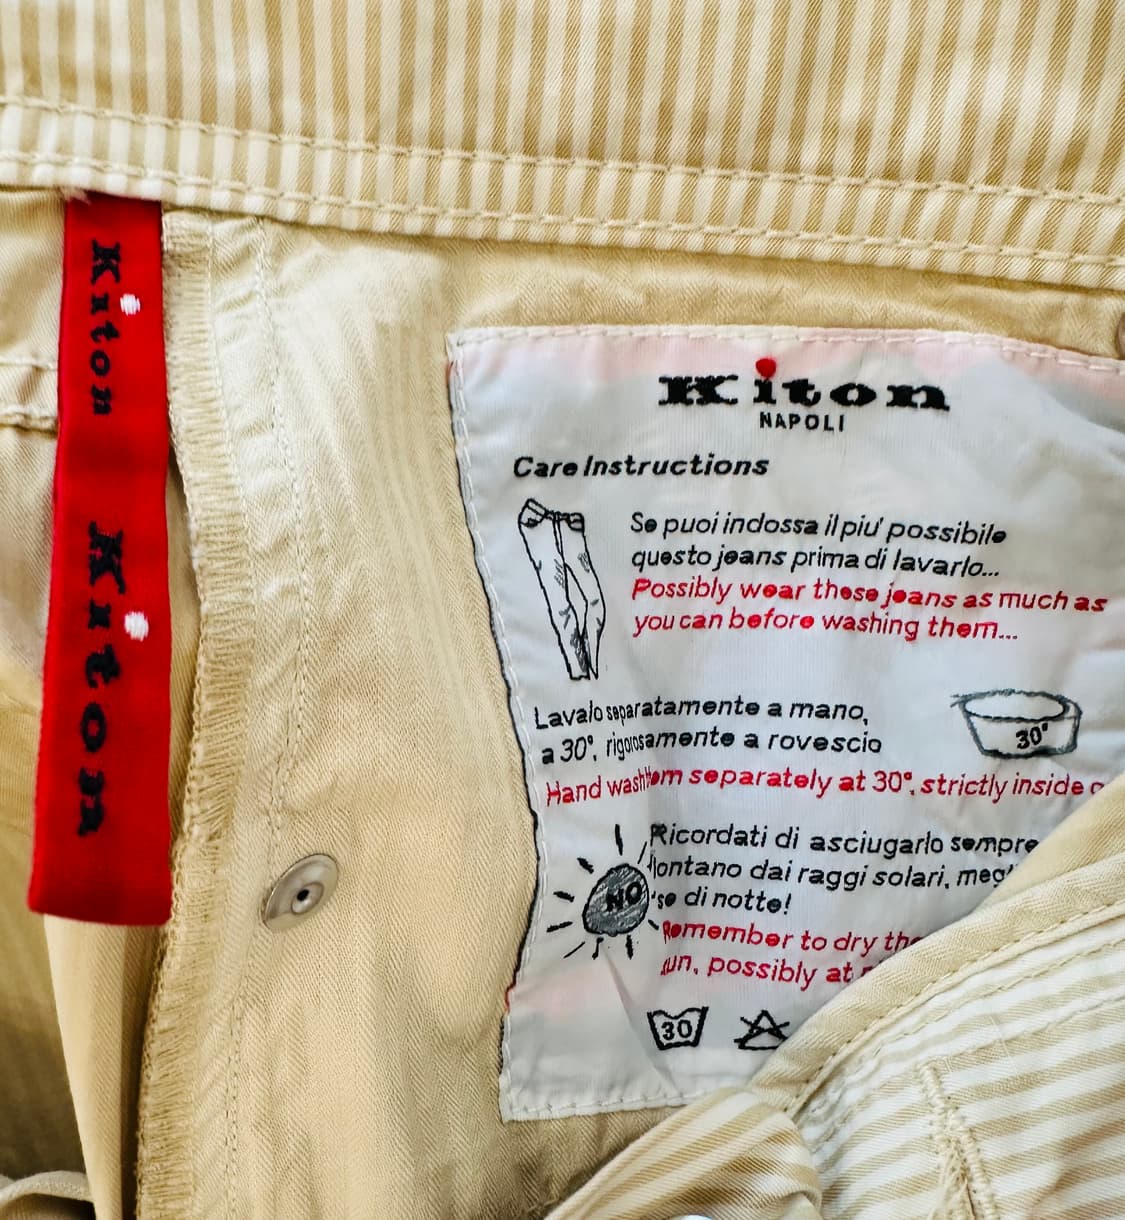 Kiton
Kiton
Kiton
NAPOLI
Care Instructions
Se puoi indossa il piu' possibile
questo jeans prima di lavarlo...
Possibly wear these jeans as much as
you can before washing them...
Lavalo separatamente a mano,
a 30°, rigorosamente a rovescio
30°
Hand wash them separately at 30°, strictly inside
Ricordati di asciugarlo sempre
lontano dai raggi solari,
NO
se di notte!
Remember to dry
sun, possibly at
30